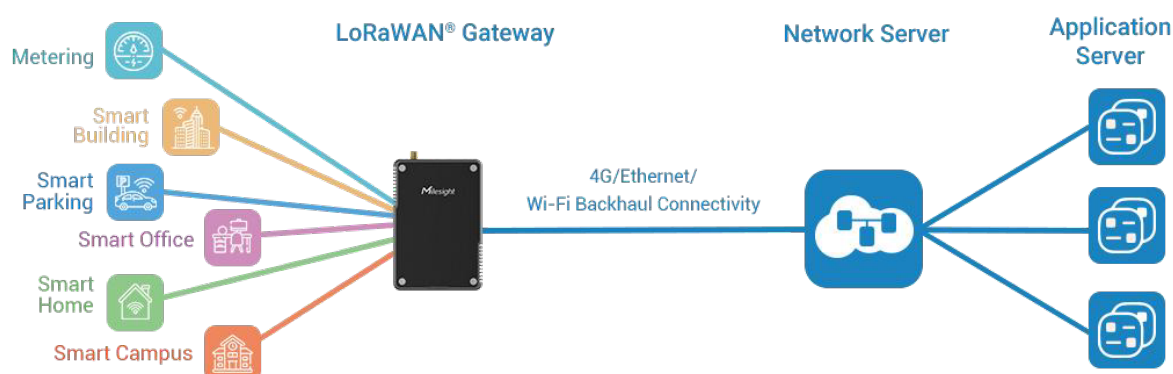 LoRaWAN® Gateway
Network Server
Application
Server
Metering
Smart
Building
Smart
Parking
Smart Office
Smart
Home
Smart Campus
Milesight
4G/Ethernet/
Wi-Fi Backhaul Connectivity